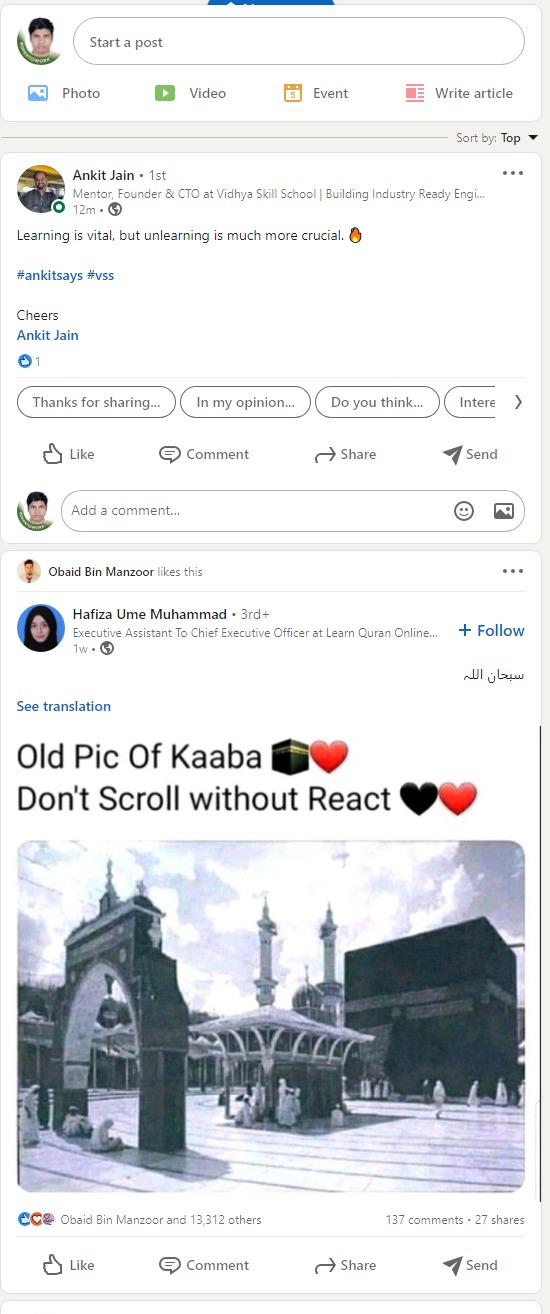 Start a post
Photo
Video
5
Event
Write article
Sort by: Top
Ankit Jain • 1st
Mentor, Founder & CTO at Vidhya Skill School | Building Industry Ready Engi...
12m •
Learning is vital, but unlearning is much more crucial. 🔥
#ankitsays #vss
Cheers
Ankit Jain
1
Thanks for sharing...
In my opinion...
Do you think...
Intere
Like
Comment
Share
Send
Add a comment...
Obaid Bin Manzoor likes this
Hafiza Ume Muhammad • 3rd+
Executive Assistant To Chief Executive Officer at Learn Quran Online...
+ Follow
1w •
سبحان اللہ
See translation
Old Pic Of Kaaba 🕋❤️
Don't Scroll without React 🖤❤️
Obaid Bin Manzoor and 13,312 others
137 comments • 27 shares
Like
Comment
Share
Send